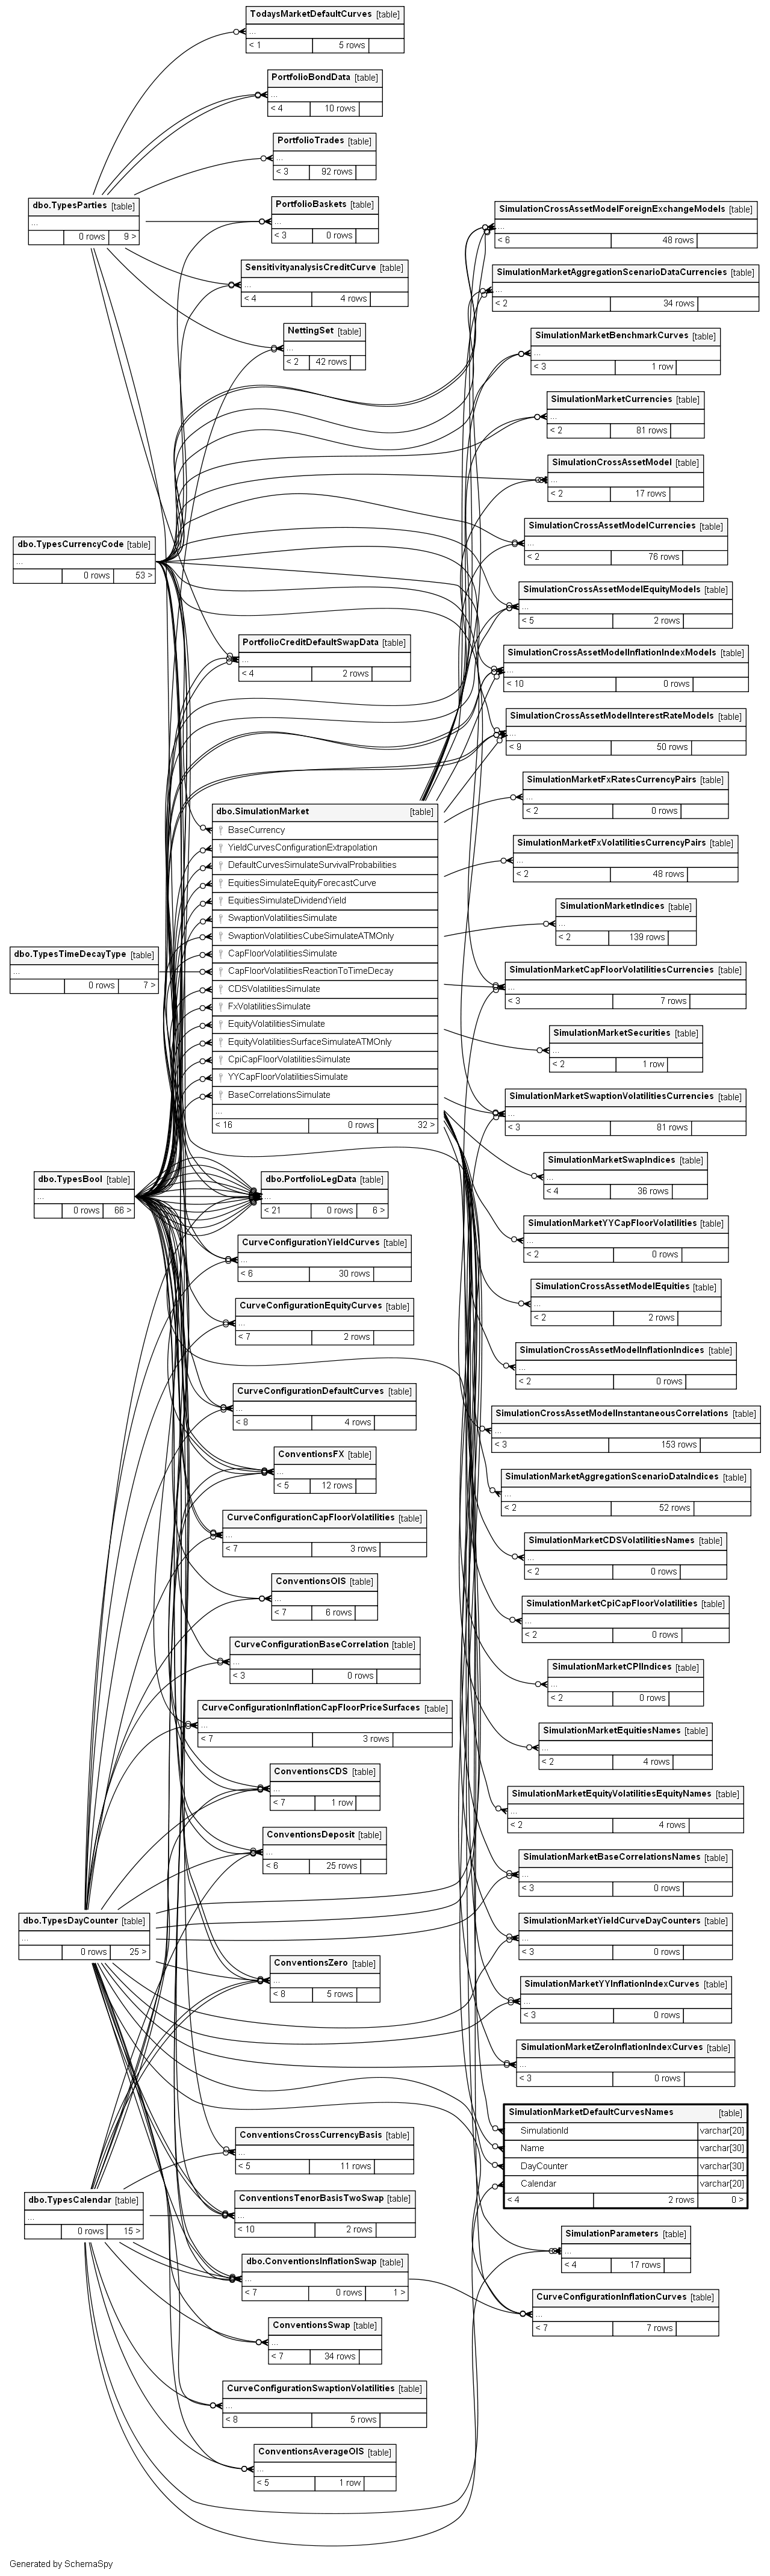 TodaysMarketDefaultCurves [table]
...
< 1 5 rows
PortfolioBondData [table]
...
< 4 10 rows
PortfolioTrades [table]
...
< 3 92 rows
dbo.TypesParties [table]
...
0 rows 9 >
PortfolioBaskets [table]
...
< 3 0 rows
SensitivityanalysisCreditCurve [table]
...
< 4 4 rows
NettingSet [table]
...
< 2 42 rows
dbo.TypesCurrencyCode [table]
...
0 rows 53 >
PortfolioCreditDefaultSwapData [table]
...
< 4 2 rows
dbo.SimulationMarket [table]
BaseCurrency
YieldCurvesConfigurationExtrapolation
DefaultCurvesSimulateSurvivalProbabilities
EquitiesSimulateEquityForecastCurve
EquitiesSimulateDividendYield
SwaptionVolatilitiesSimulate
SwaptionVolatilitiesCubeSimulateATMOnly
CapFloorVolatilitiesSimulate
CapFloorVolatilitiesReactionToTimeDecay
CDSVolatilitiesSimulate
FxVolatilitiesSimulate
EquityVolatilitiesSimulate
EquityVolatilitiesSurfaceSimulateATMOnly
CpiCapFloorVolatilitiesSimulate
YYCapFloorVolatilitiesSimulate
BaseCorrelationsSimulate
...
< 16 0 rows 32 >
dbo.TypesTimeDecayType [table]
...
0 rows 7 >
dbo.TypesBool [table]
...
0 rows 66 >
dbo.PortfolioLegData [table]
...
< 21 0 rows 6 >
CurveConfigurationYieldCurves [table]
...
< 6 30 rows
CurveConfigurationEquityCurves [table]
...
< 7 2 rows
CurveConfigurationDefaultCurves [table]
...
< 8 4 rows
ConventionsFX [table]
...
< 5 12 rows
CurveConfigurationCapFloorVolatilities [table]
...
< 7 3 rows
ConventionsOIS [table]
...
< 7 6 rows
CurveConfigurationBaseCorrelation [table]
...
< 3 0 rows
CurveConfigurationInflationCapFloorPriceSurfaces [table]
...
< 7 3 rows
ConventionsCDS [table]
...
< 7 1 row
ConventionsDeposit [table]
...
< 6 25 rows
dbo.TypesDayCounter [table]
...
0 rows 25 >
ConventionsZero [table]
...
< 8 5 rows
ConventionsCrossCurrencyBasis [table]
...
< 5 11 rows
dbo.TypesCalendar [table]
...
0 rows 15 >
ConventionsTenorBasisTwoSwap [table]
...
< 10 2 rows
dbo.ConventionsInflationSwap [table]
...
< 7 0 rows 1 >
ConventionsSwap [table]
...
< 7 34 rows
CurveConfigurationSwaptionVolatilities [table]
...
< 8 5 rows
ConventionsAverageOIS [table]
...
< 5 1 row
SimulationCrossAssetModelForeignExchangeModels [table]
...
< 6 48 rows
SimulationMarketAggregationScenarioDataCurrencies [table]
...
< 2 34 rows
SimulationMarketBenchmarkCurves [table]
...
< 3 1 row
SimulationMarketCurrencies [table]
...
< 2 81 rows
SimulationCrossAssetModel [table]
...
< 2 17 rows
SimulationCrossAssetModelCurrencies [table]
...
< 2 76 rows
SimulationCrossAssetModelEquityModels [table]
...
< 5 2 rows
SimulationCrossAssetModelInflationIndexModels [table]
...
< 10 0 rows
SimulationCrossAssetModelInterestRateModels [table]
...
< 9 50 rows
SimulationMarketFxRatesCurrencyPairs [table]
...
< 2 0 rows
SimulationMarketFxVolatilitiesCurrencyPairs [table]
...
< 2 48 rows
SimulationMarketIndices [table]
...
< 2 139 rows
SimulationMarketCapFloorVolatilitiesCurrencies [table]
...
< 3 7 rows
SimulationMarketSecurities [table]
...
< 2 1 row
SimulationMarketSwaptionVolatilitiesCurrencies [table]
...
< 3 81 rows
SimulationMarketSwapIndices [table]
...
< 4 36 rows
SimulationMarketYYCapFloorVolatilities [table]
...
< 2 0 rows
SimulationCrossAssetModelEquities [table]
...
< 2 2 rows
SimulationCrossAssetModelInflationIndices [table]
...
< 2 0 rows
SimulationCrossAssetModelInstantaneousCorrelations [table]
...
< 3 153 rows
SimulationMarketAggregationScenarioDataIndices [table]
...
< 2 52 rows
SimulationMarketCDSVolatilitiesNames [table]
...
< 2 0 rows
SimulationMarketCpiCapFloorVolatilities [table]
...
< 2 0 rows
SimulationMarketCPIIndices [table]
...
< 2 0 rows
SimulationMarketEquitiesNames [table]
...
< 2 4 rows
SimulationMarketEquityVolatilitiesEquityNames [table]
...
< 2 4 rows
SimulationMarketBaseCorrelationsNames [table]
...
< 3 0 rows
SimulationMarketYieldCurveDayCounters [table]
...
< 3 0 rows
SimulationMarketYYInflationIndexCurves [table]
...
< 3 0 rows
SimulationMarketZeroInflationIndexCurves [table]
...
< 3 0 rows
SimulationMarketDefaultCurvesNames [table]
SimulationId varchar[20]
Name varchar[30]
DayCounter varchar[30]
Calendar varchar[20]
< 4 2 rows 0 >
SimulationParameters [table]
...
< 4 17 rows
CurveConfigurationInflationCurves [table]
...
< 7 7 rows
Generated by SchemaSpy